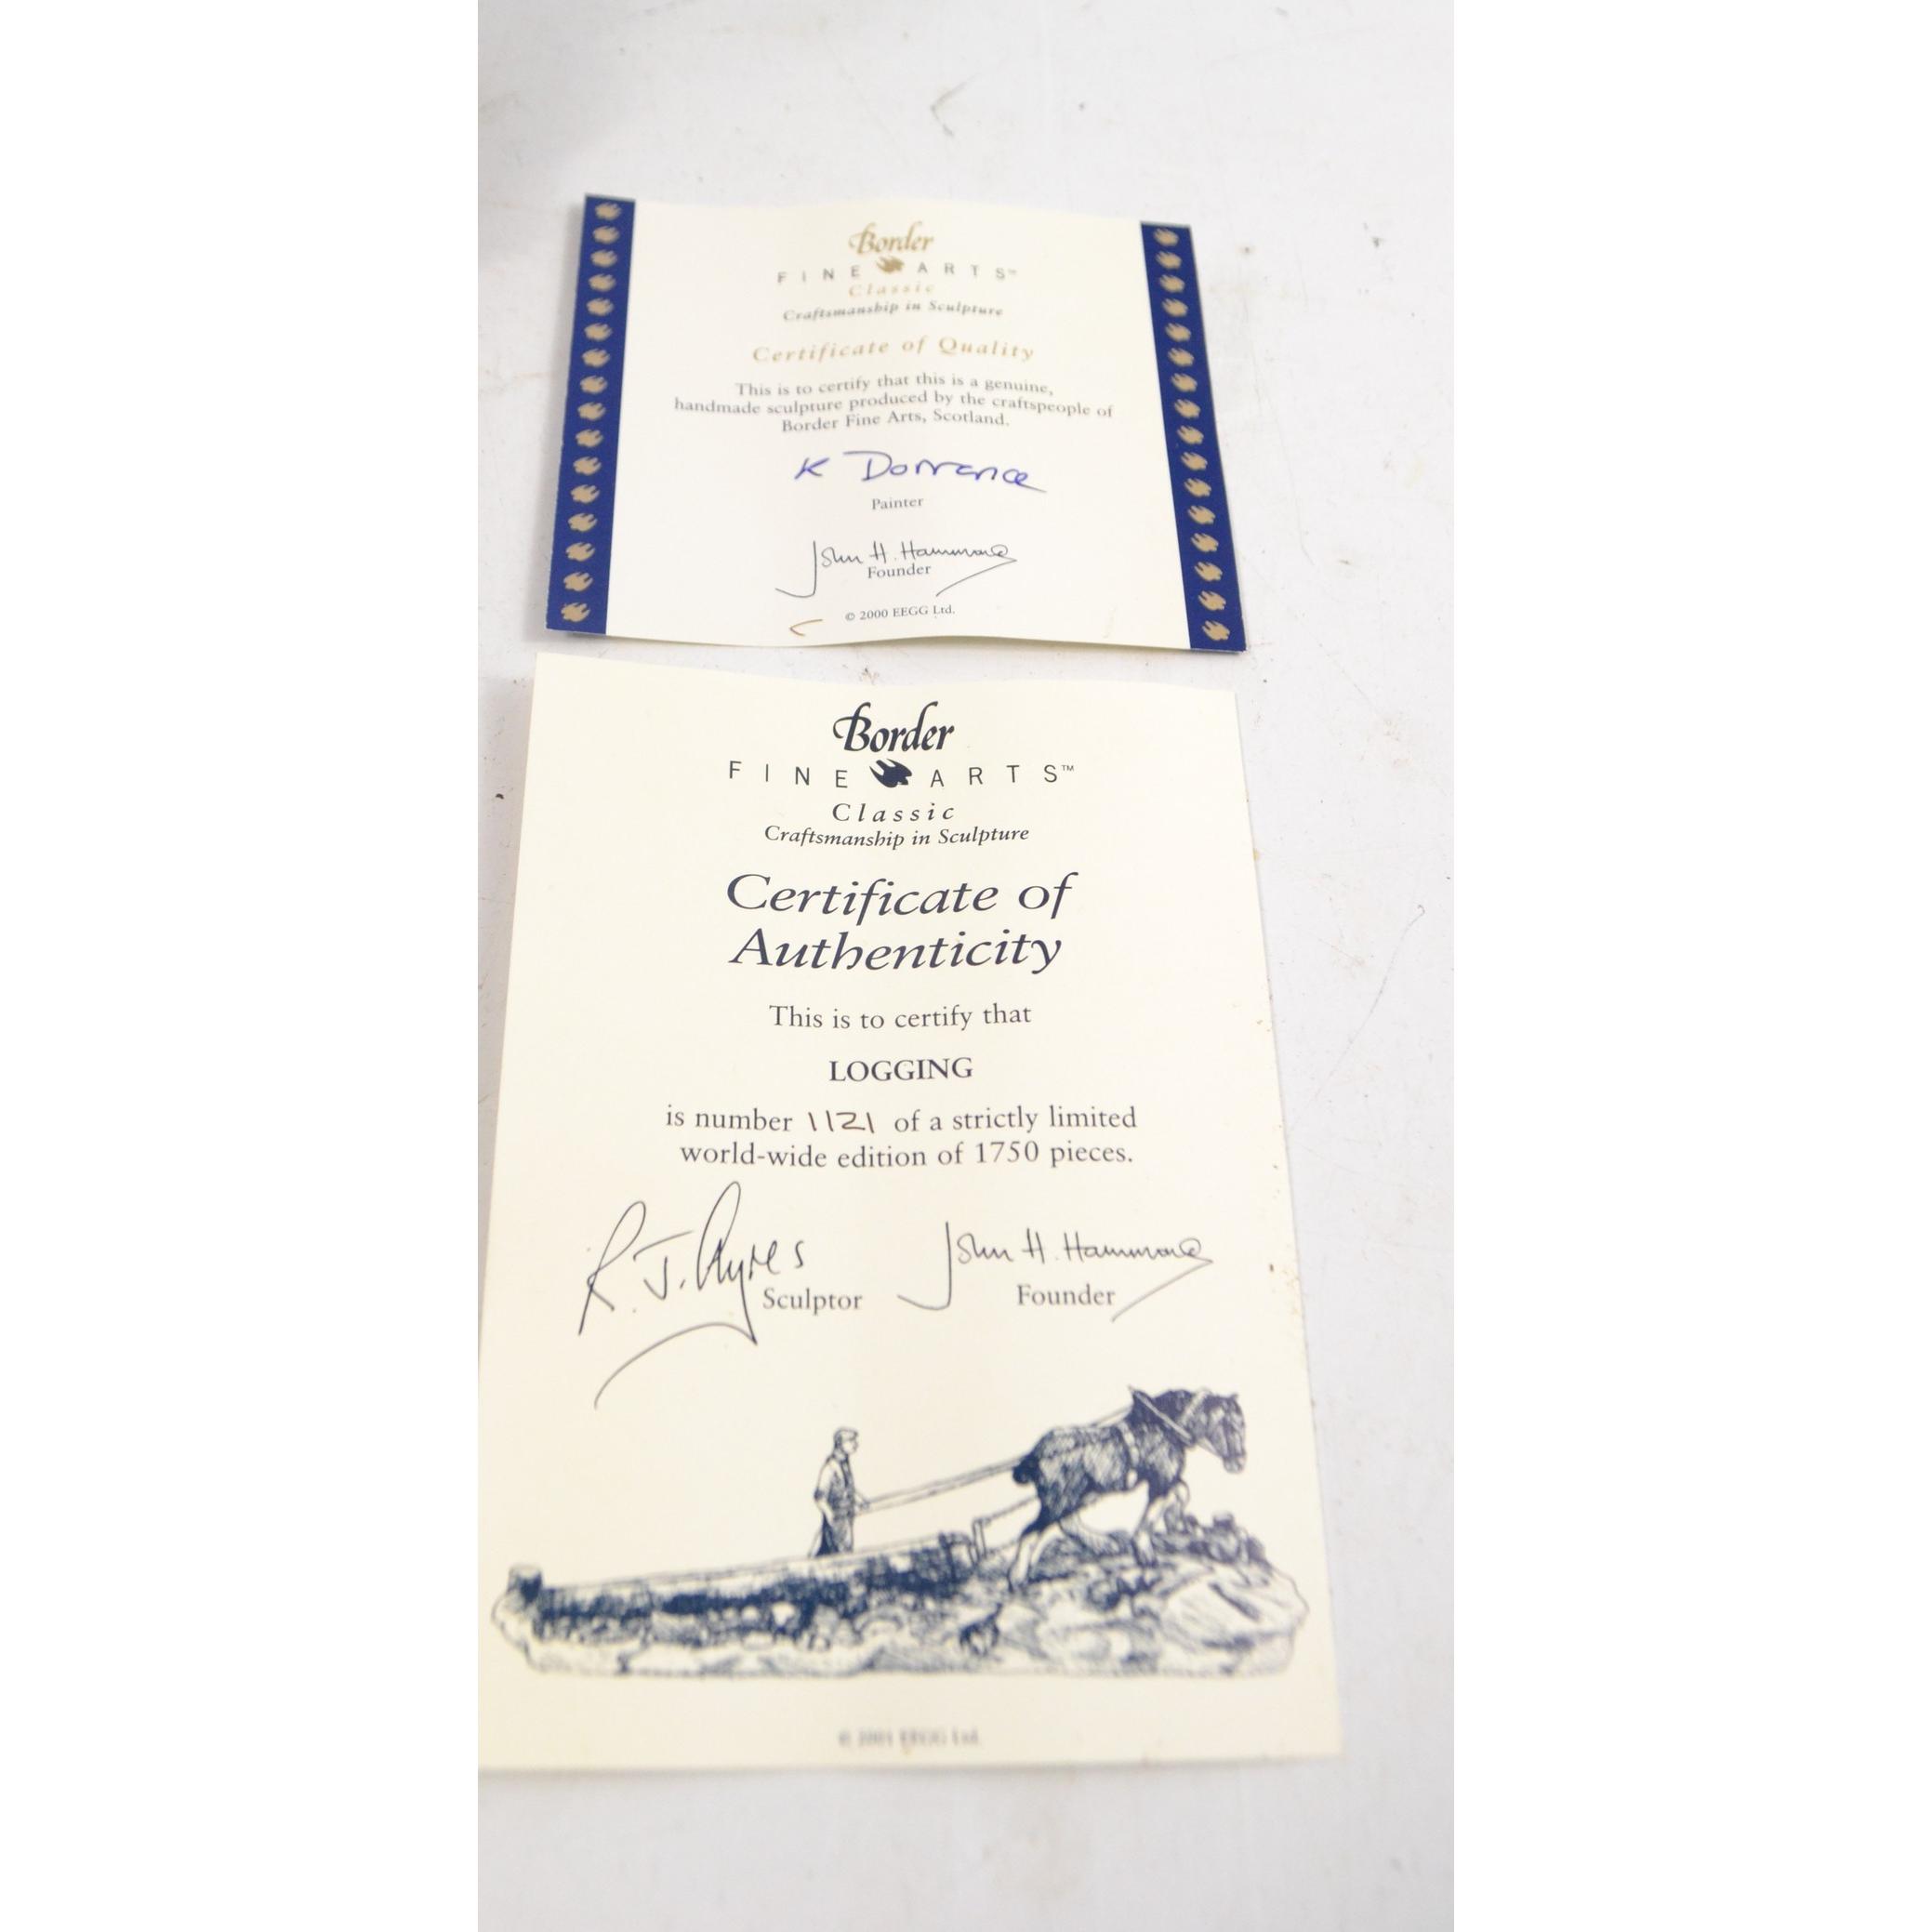 Border
FINE ARTS™
Classic
Craftsmanship in Sculpture
Certificate of Quality
This is to certify that this is a genuine,
handmade sculpture produced by the craftspeople of
Border Fine Arts, Scotland.
K Dorrance
Painter
John H. Hammond
Founder
© 2000 EEGG Ltd.
Border
FINE ARTS™
Classic
Craftsmanship in Sculpture
Certificate of
Authenticity
This is to certify that
LOGGING
is number 1121 of a strictly limited
world-wide edition of 1750 pieces.
R. J. Ayres John H. Hammond
Sculptor Founder
© 2001 EEGG Ltd.